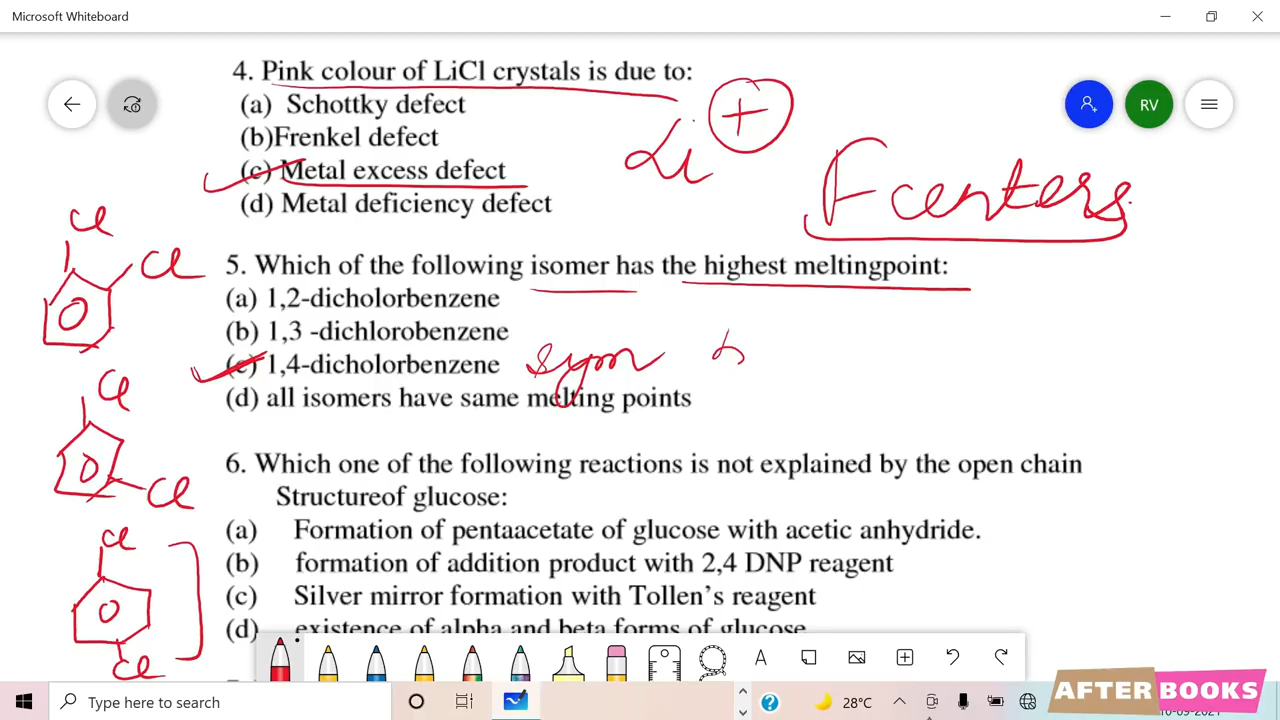 Microsoft Whiteboard
4. Pink colour of LiCl crystals is due to:
(a) Schottky defect
(b)Frenkel defect
(c) Metal excess defect
(d) Metal deficiency defect
Li +
F centers
RV
5. Which of the following isomer has the highest meltingpoint:
(a) 1,2-dicholorbenzene
(b) 1,3 -dichlorobenzene
(c) 1,4-dicholorbenzene sym
(d) all isomers have same melting points
Cl
Cl
Cl
Cl
Cl
Cl
6. Which one of the following reactions is not explained by the open chain
Structureof glucose:
(a) Formation of pentaacetate of glucose with acetic anhydride.
(b) formation of addition product with 2,4 DNP reagent
(c) Silver mirror formation with Tollen's reagent
(d) existence of alpha and beta forms of glucose
A
Type here to search
28°C
AFTER BOOKS
10-09-2021